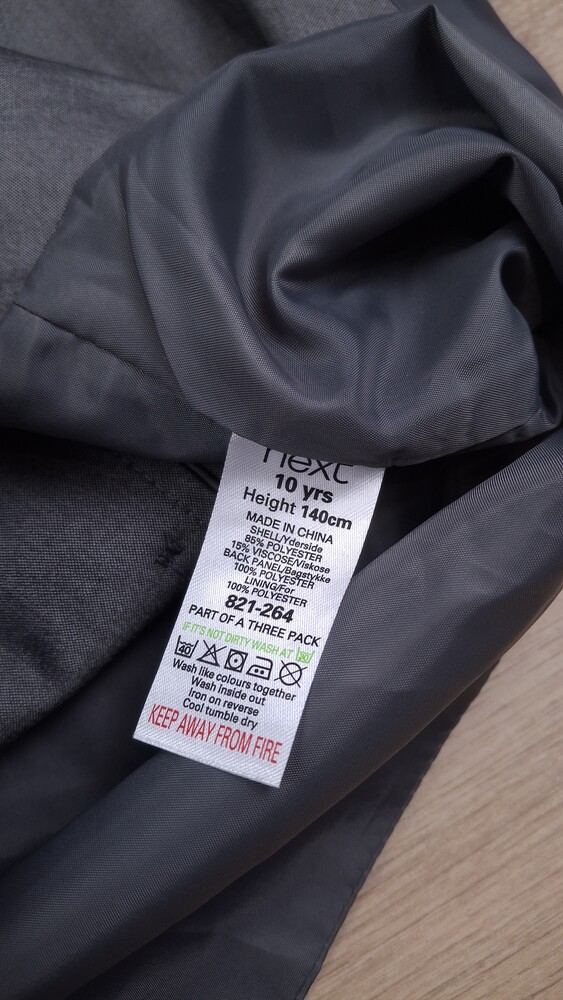 next
10 yrs
Height 140cm
MADE IN CHINA
SHELL/Yderside
85% POLYESTER
15% VISCOSE/Viskose
BACK PANEL/Bagstykke
100% POLYESTER
LINING/For
100% POLYESTER
821-264
PART OF A THREE PACK
IF IT'S NOT DIRTY WASH AT 30
40
Wash like colours together
Wash inside out
Iron on reverse
Cool tumble dry
KEEP AWAY FROM FIRE